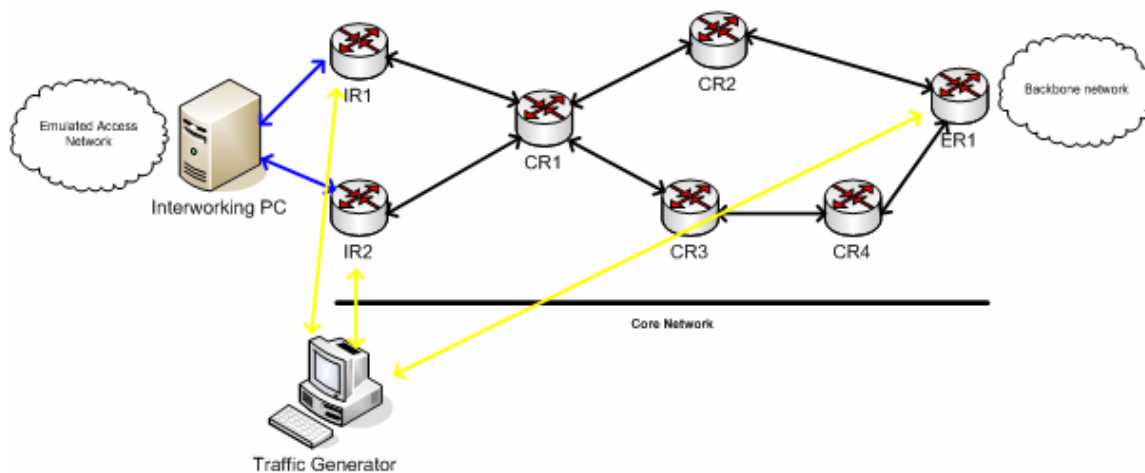 IR1
CR2
Emulated Access
Network
Backbone network
CR1
ER1
Interworking PC
IR2
CR3
CR4
Core Network
Traffic Generator